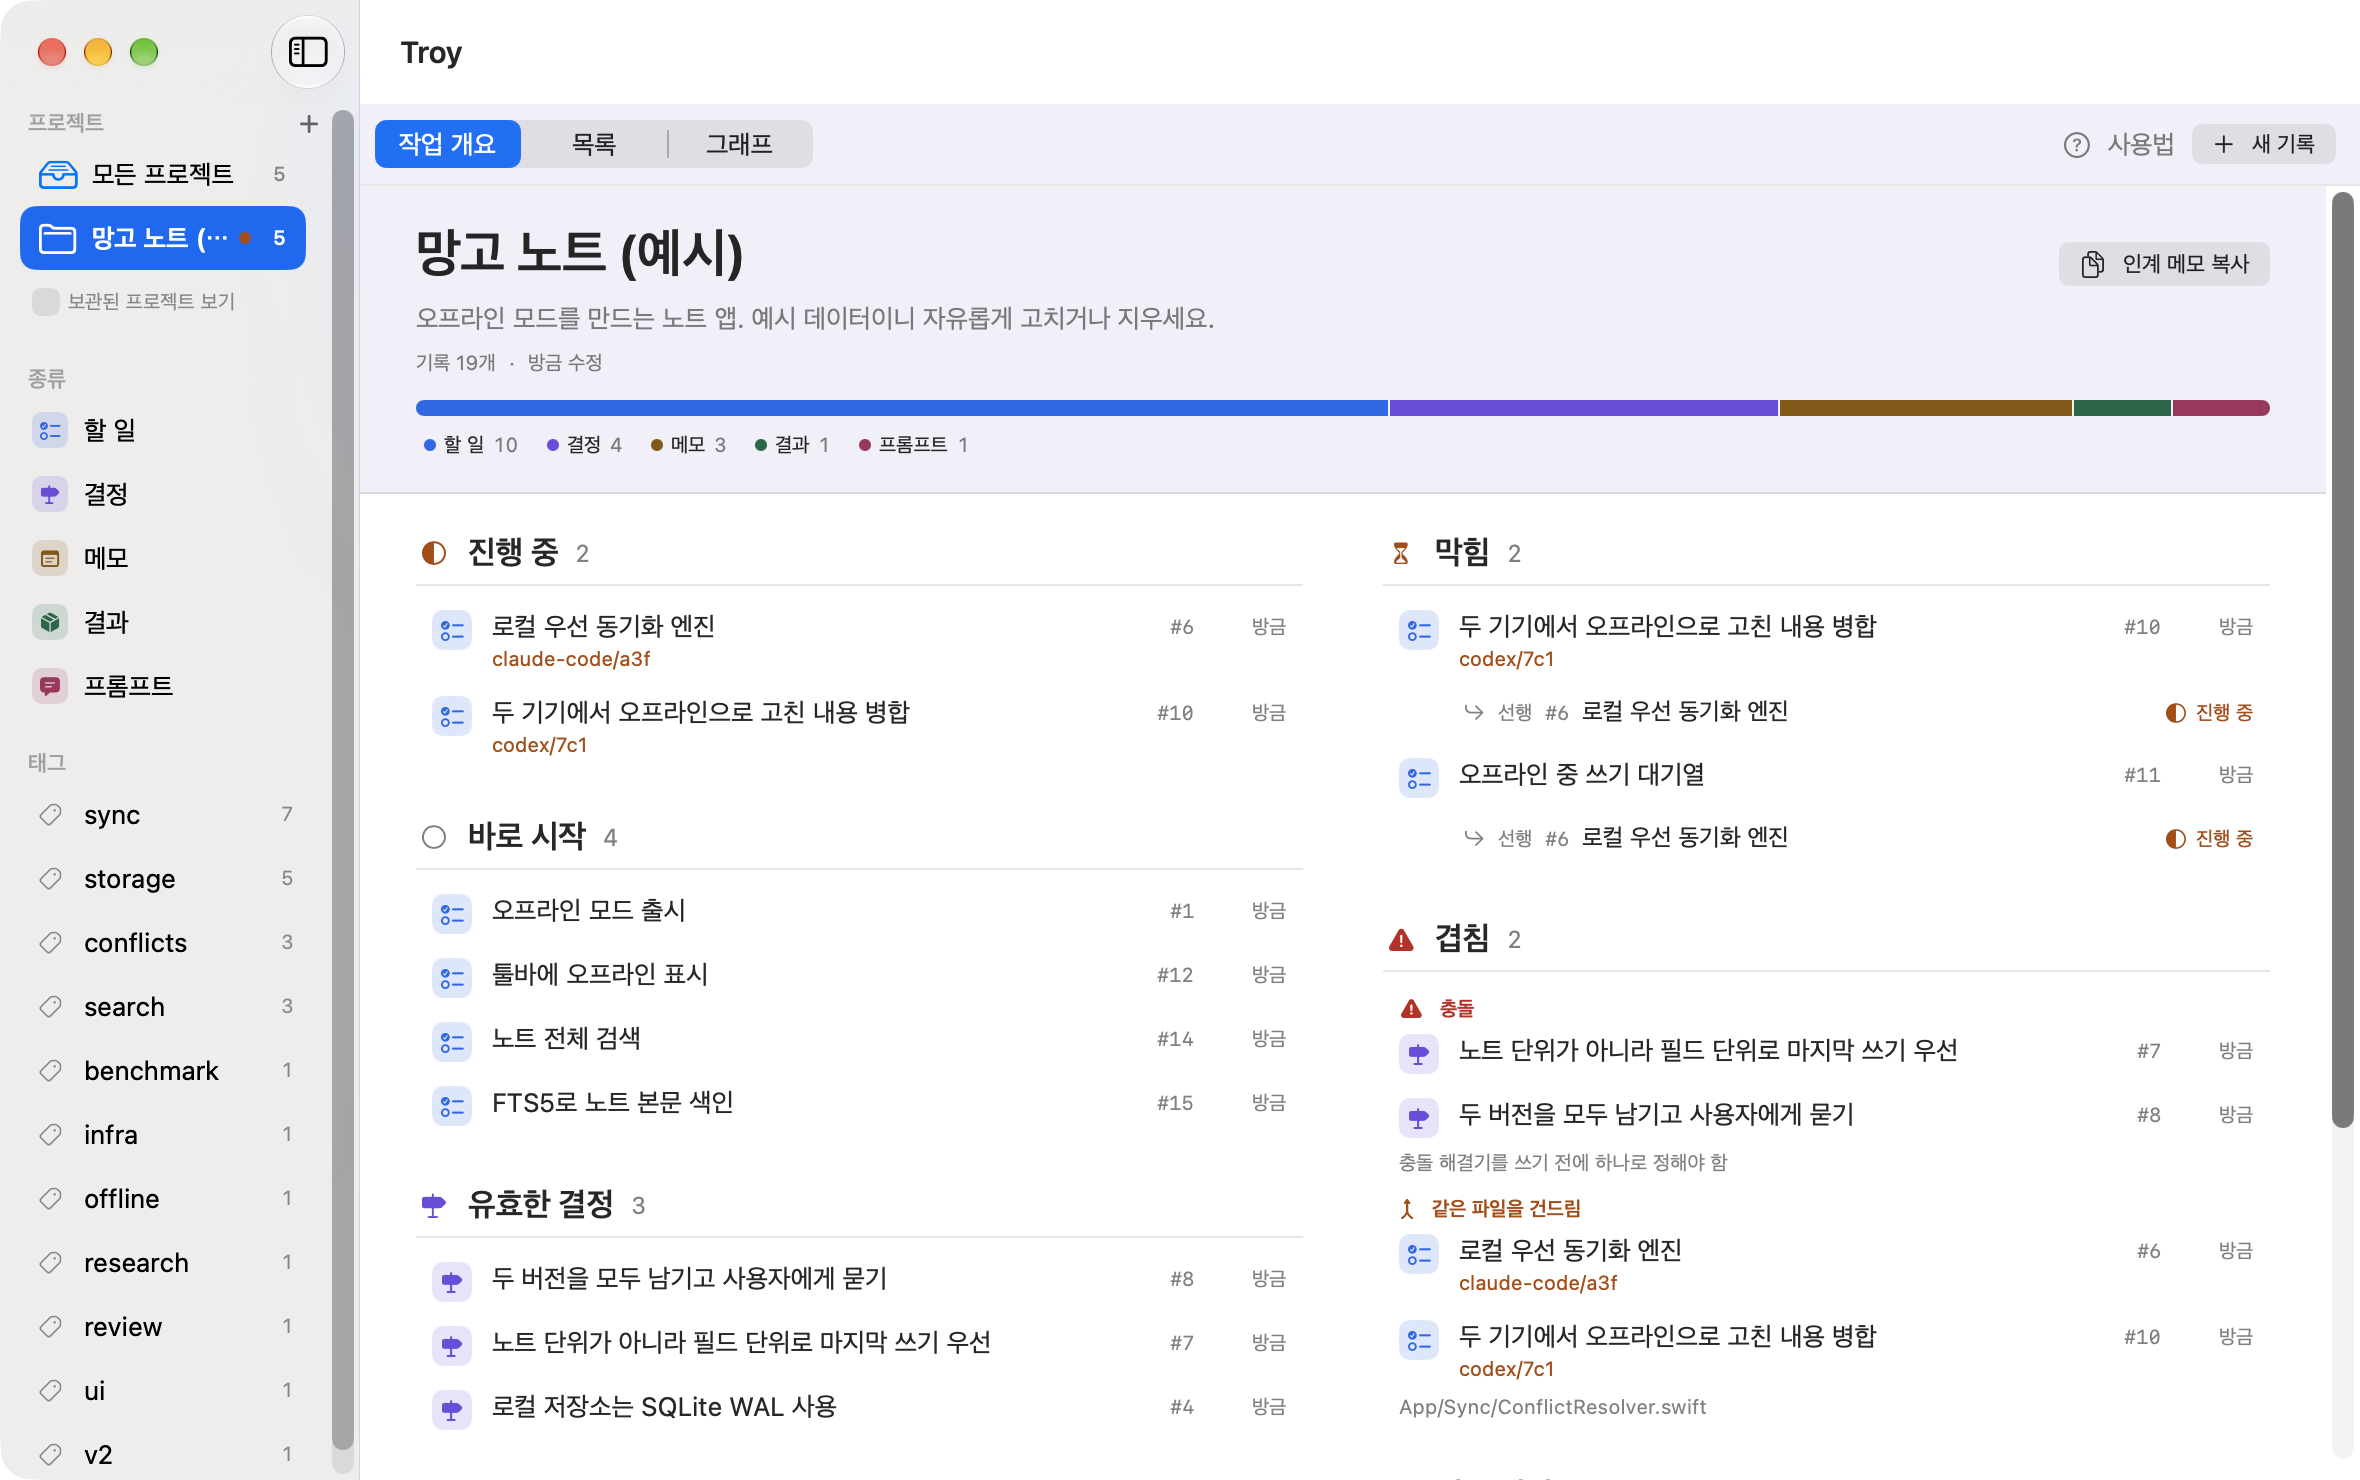 Troy
프로젝트
모든 프로젝트 5
망고 노트 (⋯ 5
보관된 프로젝트 보기
종류
할 일
결정
메모
결과
프롬프트
태그
sync 7
storage 5
conflicts 3
search 3
benchmark 1
infra 1
offline 1
research 1
review 1
ui 1
v2 1
작업 개요 목록 그래프
사용법
새 기록
망고 노트 (예시)
인계 메모 복사
오프라인 모드를 만드는 노트 앱. 예시 데이터이니 자유롭게 고치거나 지우세요.
기록 19개 · 방금 수정
할 일 10 결정 4 메모 3 결과 1 프롬프트 1
진행 중 2
로컬 우선 동기화 엔진 #6 방금
claude-code/a3f
두 기기에서 오프라인으로 고친 내용 병합 #10 방금
codex/7c1
바로 시작 4
오프라인 모드 출시 #1 방금
툴바에 오프라인 표시 #12 방금
노트 전체 검색 #14 방금
FTS5로 노트 본문 색인 #15 방금
유효한 결정 3
두 버전을 모두 남기고 사용자에게 묻기 #8 방금
노트 단위가 아니라 필드 단위로 마지막 쓰기 우선 #7 방금
로컬 저장소는 SQLite WAL 사용 #4 방금
막힘 2
두 기기에서 오프라인으로 고친 내용 병합 #10 방금
codex/7c1
선행 #6 로컬 우선 동기화 엔진 진행 중
오프라인 중 쓰기 대기열 #11 방금
선행 #6 로컬 우선 동기화 엔진 진행 중
겹침 2
충돌
노트 단위가 아니라 필드 단위로 마지막 쓰기 우선 #7 방금
두 버전을 모두 남기고 사용자에게 묻기 #8 방금
충돌 해결기를 쓰기 전에 하나로 정해야 함
같은 파일을 건드림
로컬 우선 동기화 엔진 #6 방금
claude-code/a3f
두 기기에서 오프라인으로 고친 내용 병합 #10 방금
codex/7c1
App/Sync/ConflictResolver.swift